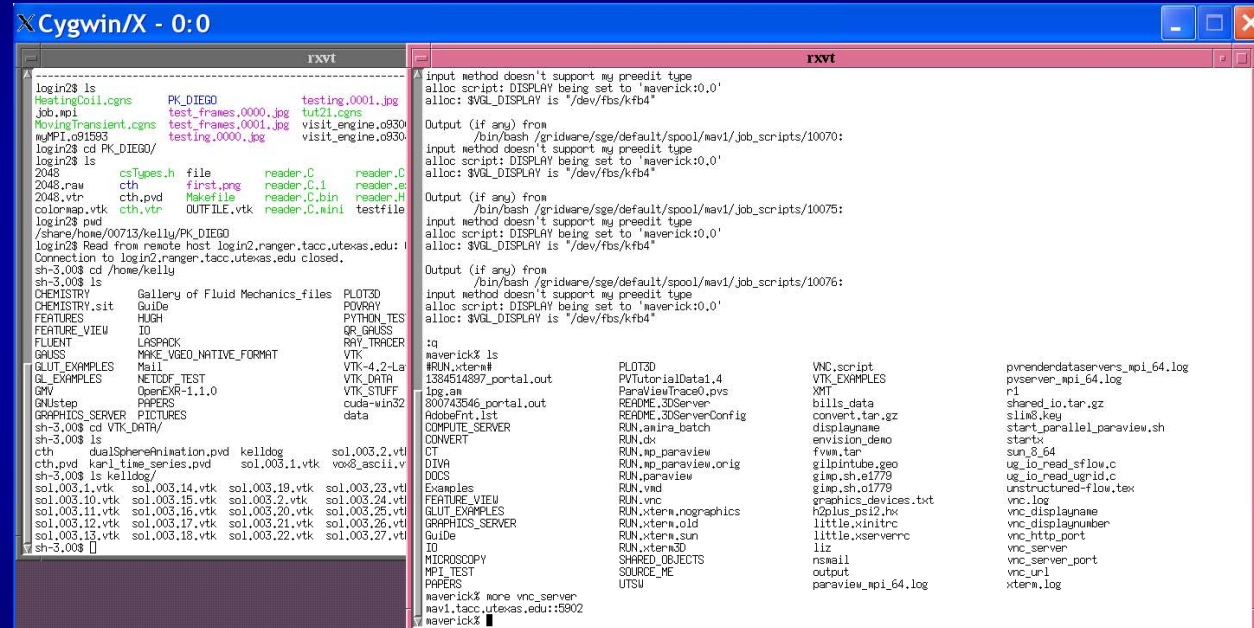 Cygwin/X - 0:0
rxvt
login2$ ls
HeatingCoil.cgns PK_DIEGO testing.0001.jpg
job.mpi test_frames.0000.jpg tut21.cgns
MovingTransient.cgns test_frames.0001.jpg visit_engine.o930
myMPI.o91593 testing.0000.jpg visit_engine.o930
login2$ cd PK_DIEGO/
login2$ ls
2048 csTypes.h file reader.C reader.C
2048.raw cth first.png reader.C.1 reader.e
2048.vtr cth.pvd Makefile reader.C.bin reader.H
colormap.vtk cth.vtr OUTFILE.vtk reader.C.mini testfile
login2$ pwd
/share/home/00713/kelly/PK_DIEGO
login2$ Read from remote host login2.ranger.tacc.utexas.edu:
Connection to login2.ranger.tacc.utexas.edu closed.
sh-3.00$ cd /home/kelly
sh-3.00$ ls
CHEMISTRY Gallery of Fluid Mechanics_files PLOT3D
CHEMISTRY.sit GuiDe POVRAY
FEATURES HUGH PYTHON_TES
FEATURE_VIEW IO QR_GAUSS
FLUENT LASPACK RAY_TRACER
GAUSS MAKE_VGEO_NATIVE_FORMAT VTK
GLUT_EXAMPLES Mail VTK-4.2-La
GL_EXAMPLES NETCDF_TEST VTK_DATA
GMV OpenEXR-1.1.0 VTK_STUFF
GNUstep PAPERS cuda-win32
GRAPHICS_SERVER PICTURES data
sh-3.00$ cd VTK_DATA/
sh-3.00$ ls
cth dualSphereAnimation.pvd kelldog sol.003.2.vt
cth.pvd karl_time_series.pvd sol.003.1.vtk vox8_ascii.v
sh-3.00$ ls kelldog/
sol.003.1.vtk sol.003.14.vtk sol.003.19.vtk sol.003.23.vt
sol.003.10.vtk sol.003.15.vtk sol.003.2.vtk sol.003.24.vt
sol.003.11.vtk sol.003.16.vtk sol.003.20.vtk sol.003.25.vt
sol.003.12.vtk sol.003.17.vtk sol.003.21.vtk sol.003.26.vt
sol.003.13.vtk sol.003.18.vtk sol.003.22.vtk sol.003.27.vt
sh-3.00$
rxvt
input method doesn't support my preedit type
alloc script: DISPLAY being set to 'maverick:0.0'
alloc: $VGL_DISPLAY is "/dev/fbs/kfb4"
Output (if any) from
/bin/bash /gridware/sge/default/spool/mav1/job_scripts/10070:
input method doesn't support my preedit type
alloc script: DISPLAY being set to 'maverick:0.0'
alloc: $VGL_DISPLAY is "/dev/fbs/kfb4"
Output (if any) from
/bin/bash /gridware/sge/default/spool/mav1/job_scripts/10075:
input method doesn't support my preedit type
alloc script: DISPLAY being set to 'maverick:0.0'
alloc: $VGL_DISPLAY is "/dev/fbs/kfb4"
Output (if any) from
/bin/bash /gridware/sge/default/spool/mav1/job_scripts/10076:
input method doesn't support my preedit type
alloc script: DISPLAY being set to 'maverick:0.0'
alloc: $VGL_DISPLAY is "/dev/fbs/kfb4"
:q
maverick% ls
#RUN.xterm# PLOT3D VNC.script pvrenderdataservers_mpi_64.log
1384514897_portal.out PVTutorialData1.4 VTK_EXAMPLES pvserver_mpi_64.log
1pg.am ParaViewTrace0.pvs XMT r1
800743546_portal.out README.3DServer bills_data shared_io.tar.gz
AdobeFnt.lst README.3DServerConfig convert.tar.gz slim8.key
COMPUTE_SERVER RUN.amira_batch displayname start_parallel_paraview.sh
CONVERT RUN.dx envision_demo startx
CT RUN.mp_paraview fvwm.tar sun_8_64
DIVA RUN.mp_paraview.orig gilpintube.geo ug_io_read_sflow.c
DOCS RUN.paraview gimp.sh.e1779 ug_io_read_ugrid.c
Examples RUN.vmd gimp.sh.o1779 unstructured-flow.tex
FEATURE_VIEW RUN.vnc graphics_devices.txt vnc.log
GLUT_EXAMPLES RUN.xterm.nographics h2plus_psi2.hx vnc_displayname
GRAPHICS_SERVER RUN.xterm.old little.xinitrc vnc_displaynumber
GuiDe RUN.xterm.sun little.xserverrc vnc_http_port
IO RUN.xterm3D liz vnc_server
MICROSCOPY SHARED_OBJECTS nsmail vnc_server_port
MPI_TEST SOURCE_ME output vnc_url
PAPERS UTSW paraview_mpi_64.log xterm.log
maverick% more vnc_server
mav1.tacc.utexas.edu::5902
maverick%